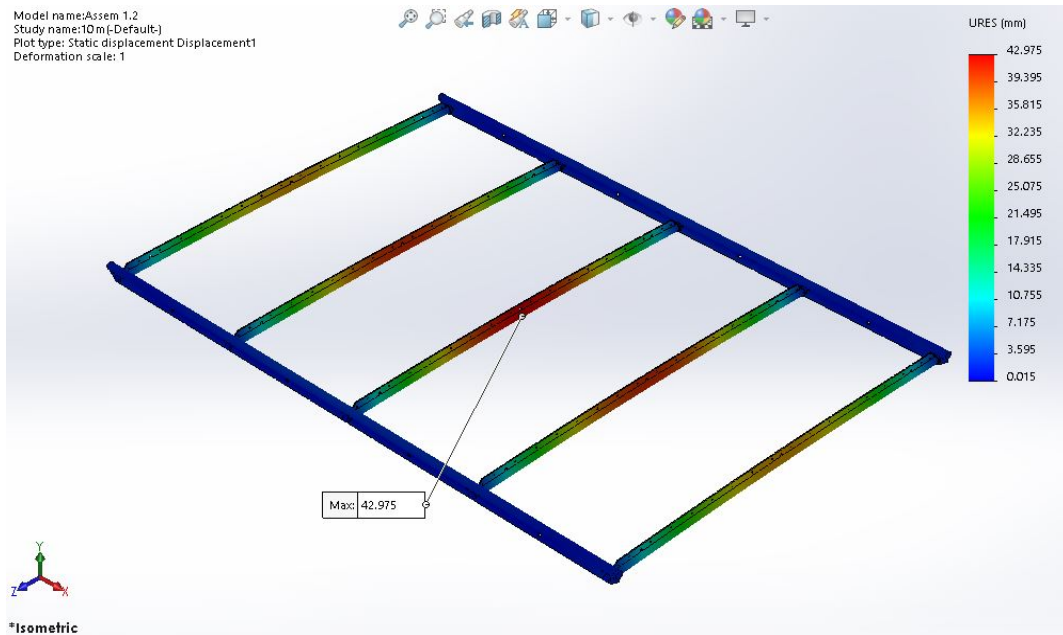 Model name:Assem 1.2
Study name:10 m(-Default-)
Plot type: Static displacement Displacement1
Deformation scale: 1
URES (mm)
42.975
39.395
35.815
32.235
28.655
25.075
21.495
17.915
14.335
10.755
7.175
3.595
0.015
Max: 42.975
Y
Z
X
*Isometric